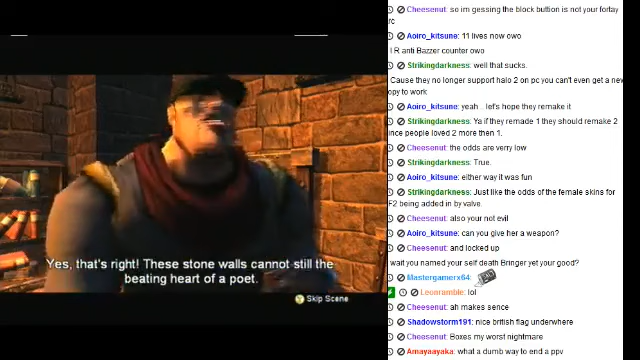 Yes, that's right! These stone walls cannot still the
beating heart of a poet.
Skip Scene
Cheesenut: so im gessing the block buttion is not your fortay
rc
Aoiro_kitsune: 11 lives now owo
! R anti Bazzer counter owo
Strikingdarkness: well that sucks.
Cause they no longer support halo 2 on pc you can't even get a new
opy to work
Aoiro_kitsune: yeah .. let's hope they remake it
Strikingdarkness: Ya if they remade 1 they should remake 2
ince people loved 2 more then 1.
Cheesenut: the odds are verry low
Strikingdarkness: True.
Aoiro_kitsune: either way it was fun
Strikingdarkness: Just like the odds of the female skins for
F2 being added in by valve.
Cheesenut: also your not evil
Aoiro_kitsune: can you give her a weapon?
Cheesenut: and locked up
wait you named your self death Bringer yet your good?
Mastergamerx64:
Leonramble: lol
Cheesenut: ah makes sence
Shadowstorm191: nice british flag underwhere
Cheesenut: Boxes my worst nightmare
Amayaayaka: what a dumb way to end a ppv